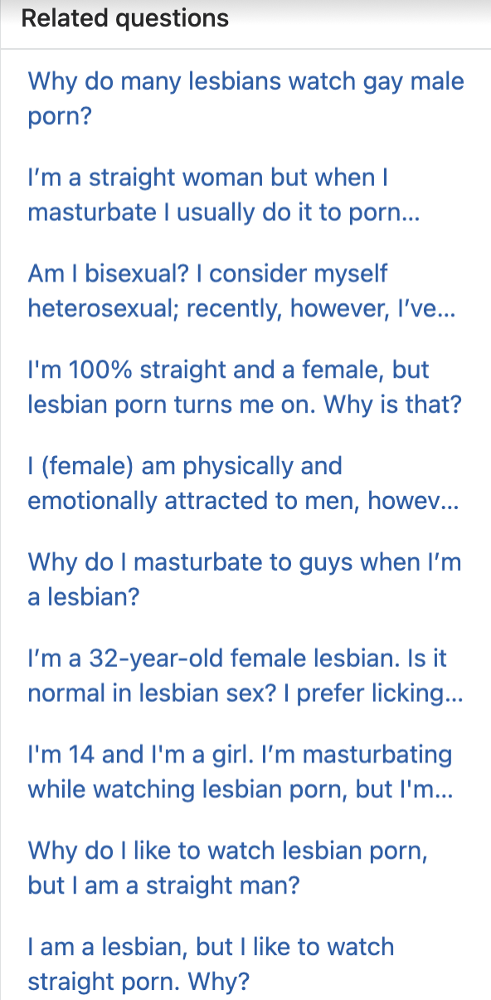 Related questions
Why do many lesbians watch gay male
porn?
I’m a straight woman but when I
masturbate I usually do it to porn...
Am I bisexual? I consider myself
heterosexual; recently, however, I’ve...
I'm 100% straight and a female, but
lesbian porn turns me on. Why is that?
I (female) am physically and
emotionally attracted to men, howev...
Why do I masturbate to guys when I’m
a lesbian?
I’m a 32-year-old female lesbian. Is it
normal in lesbian sex? I prefer licking...
I'm 14 and I'm a girl. I’m masturbating
while watching lesbian porn, but I'm...
Why do I like to watch lesbian porn,
but I am a straight man?
I am a lesbian, but I like to watch
straight porn. Why?